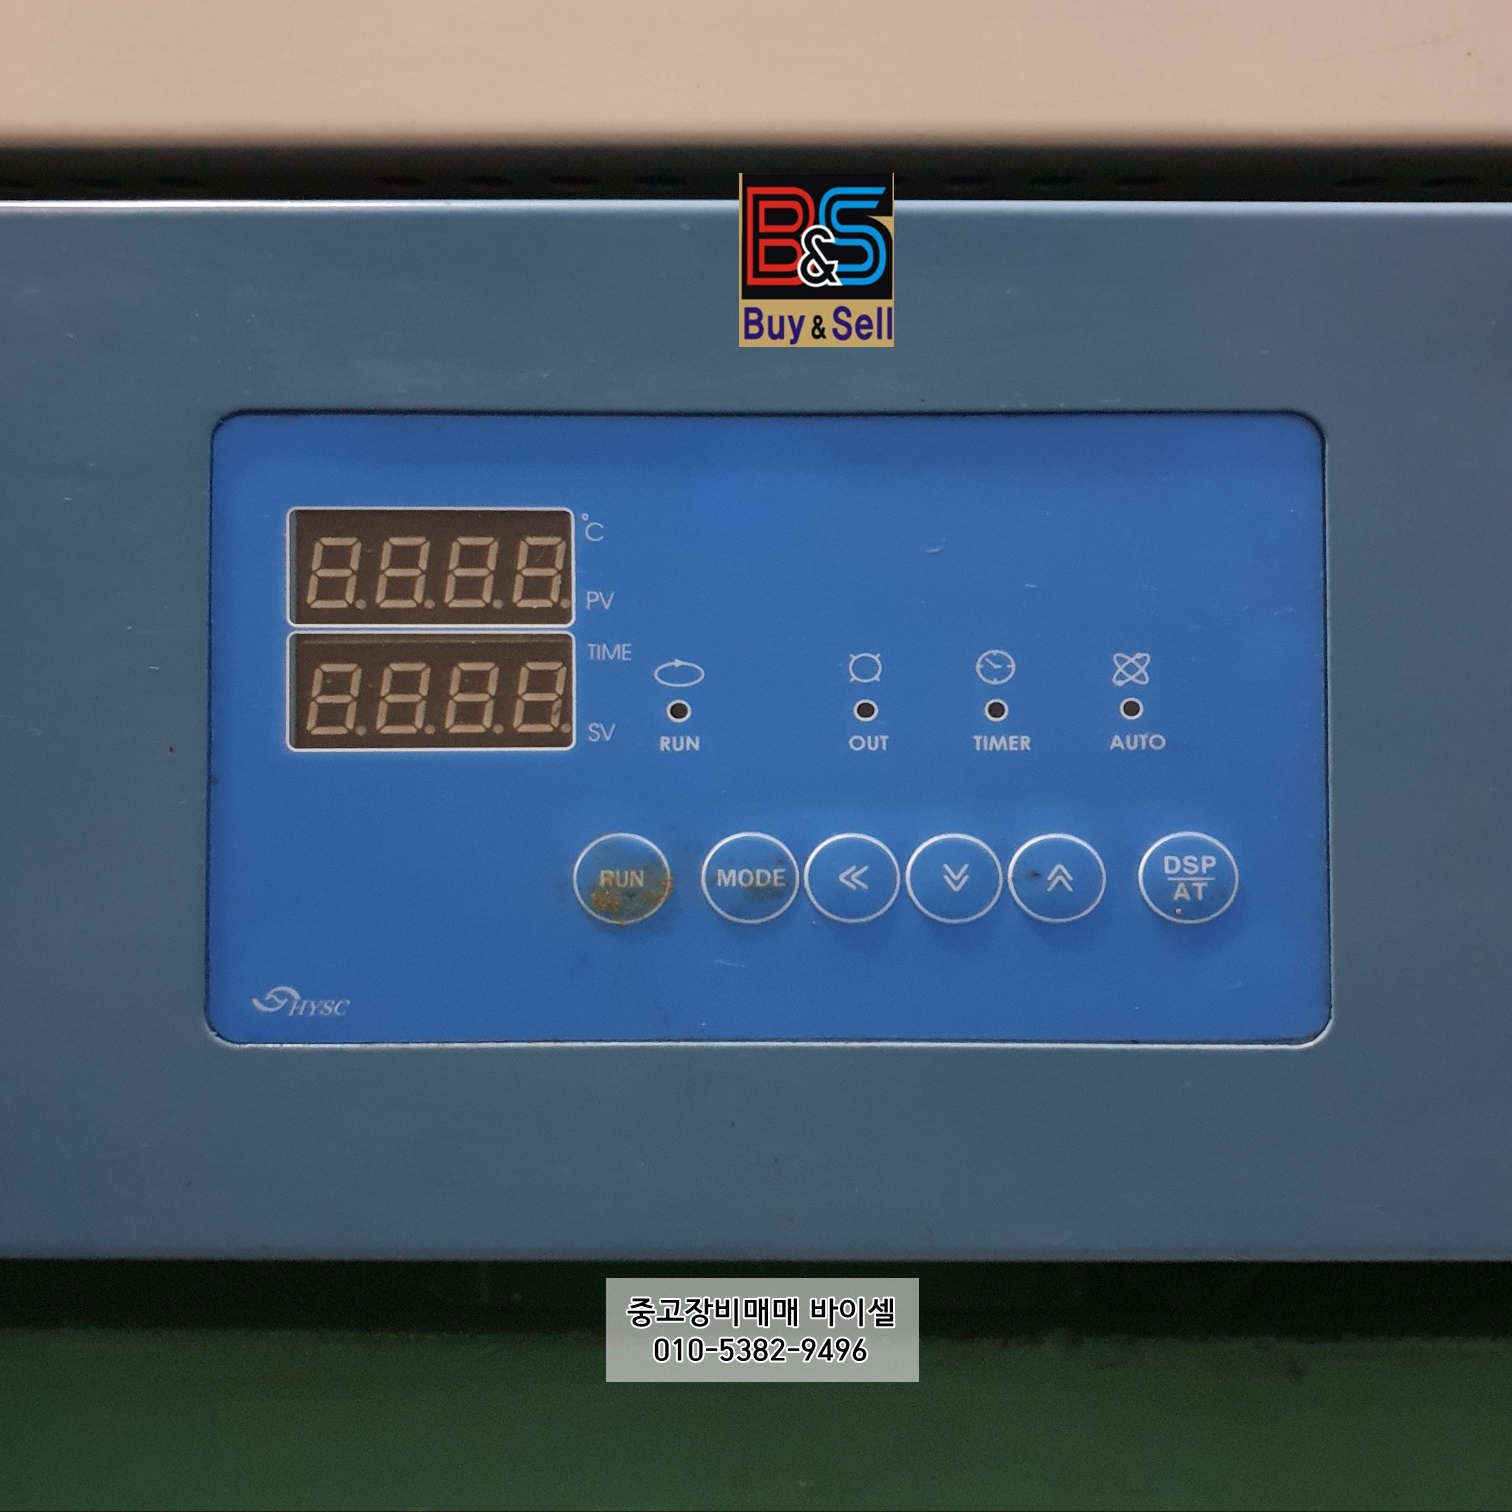 B&S
Buy & Sell
°C
PV
TIME
SV
RUN
OUT
TIMER
AUTO
RUN
MODE
DSP
AT
HYSC
중고장비매매 바이셀
010-5382-9496